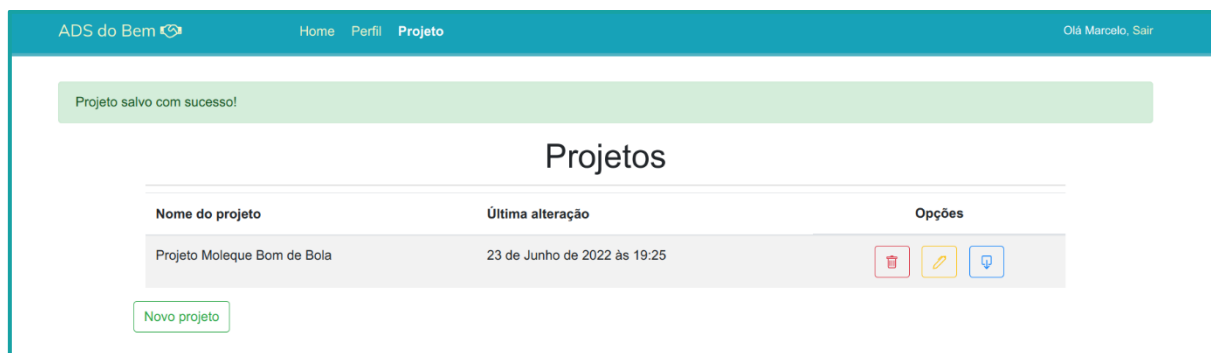 ADS do Bem
Home Perfil Projeto
Olá Marcelo, Sair
Projeto salvo com sucesso!
Projetos
Nome do projeto Última alteração Opções
Projeto Moleque Bom de Bola 23 de Junho de 2022 às 19:25
Novo projeto